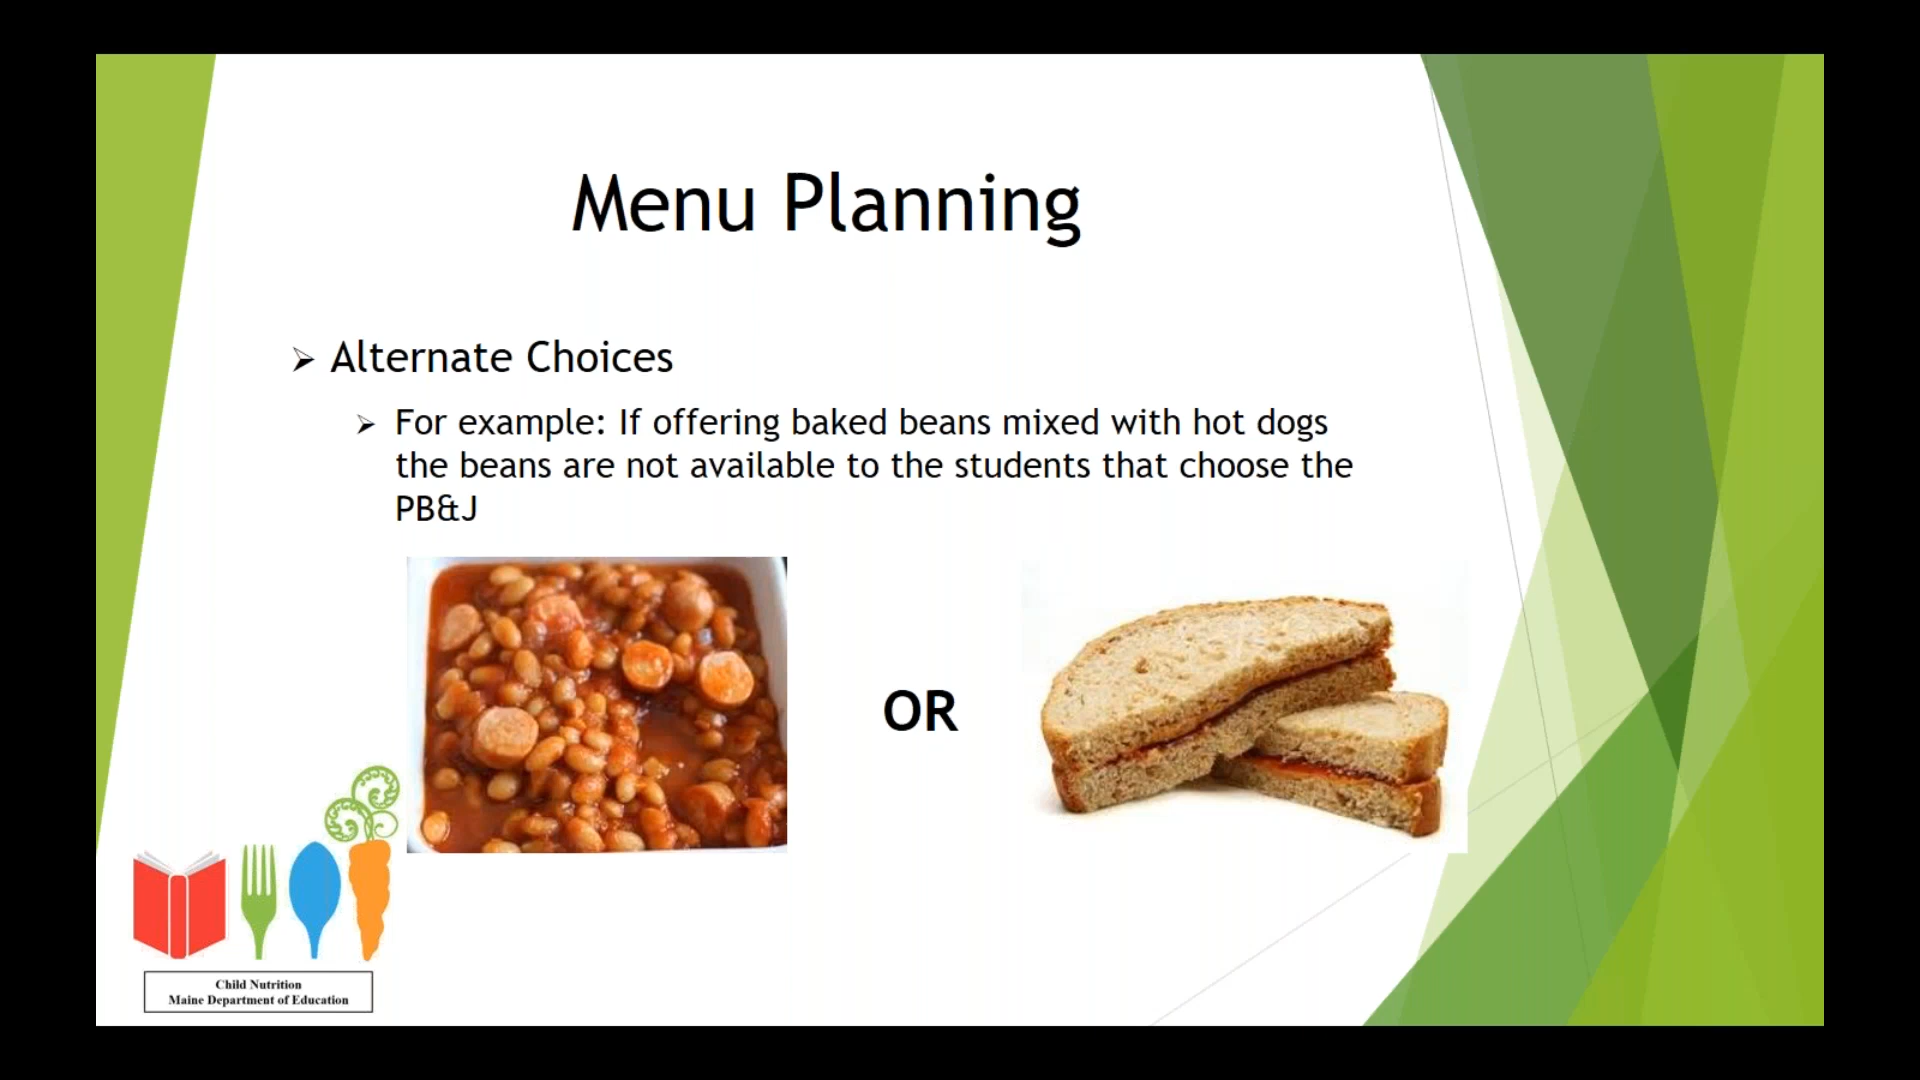 Menu Planning
Alternate Choices
For example: If offering baked beans mixed with hot dogs
the beans are not available to the students that choose the
PB&J
OR
Child Nutrition
Maine Department of Education